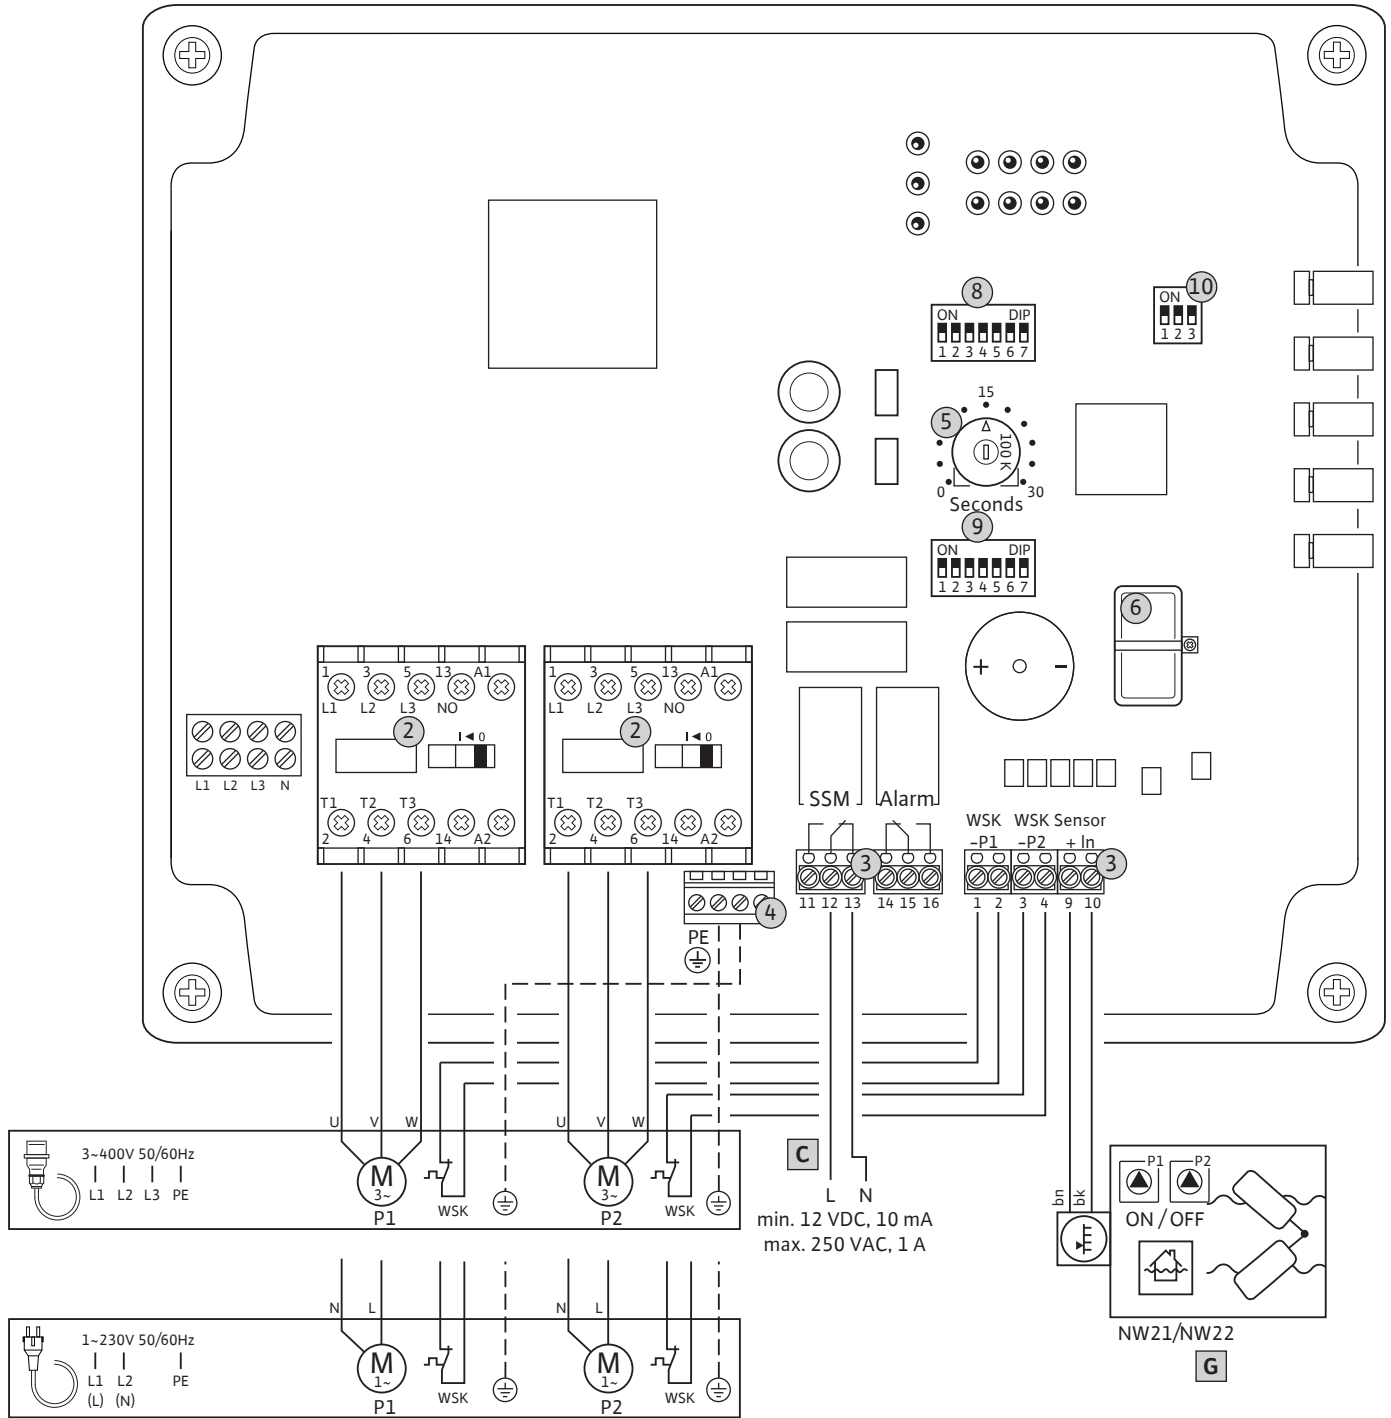 8
10
ON DIP
1 2 3 4 5 6 7
ON
1 2 3
15
5
100 K
0 30
Seconds
9
ON DIP
1 2 3 4 5 6 7
6
+ -
1 3 5 13 A1
L1 L2 L3 NO
2
I ◄ 0
T1 T2 T3
2 4 6 14 A2
1 3 5 13 A1
L1 L2 L3 NO
2
I ◄ 0
T1 T2 T3
2 4 6 14 A2
L1 L2 L3 N
SSM Alarm
WSK WSK Sensor
-P1 -P2 + In
3
3
11 12 13 14 15 16
1 2 3 4 9 10
4
PE
U V W
U V W
3~400V 50/60Hz
L1 L2 L3 PE
M
3~
P1
WSK
M
3~
P2
WSK
C
L N
min. 12 VDC, 10 mA
max. 250 VAC, 1 A
bn
bk
P1 P2
ON / OFF
NW21/NW22
G
N L
N L
1~230V 50/60Hz
L1 L2 PE
(L) (N)
M
1~
P1
WSK
M
1~
P2
WSK